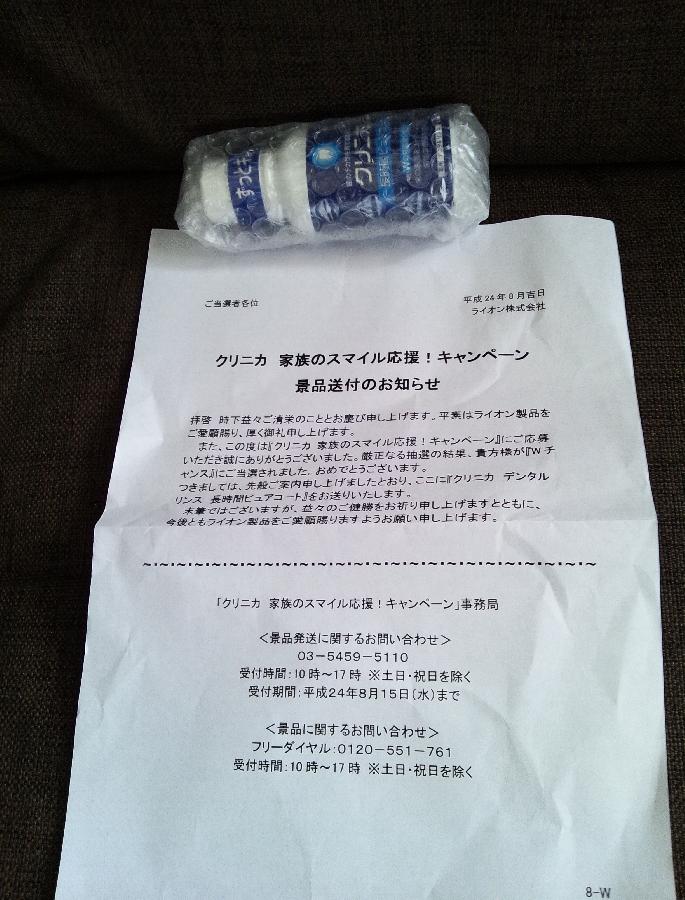 ずっとキ
クリニカ
ご当選者各位
平成24年6月吉日
ライオン株式会社
クリニカ 家族のスマイル応援！キャンペーン
景品送付のお知らせ
拝啓 時下益々ご清栄のこととお慶び申し上げます。平素はライオン製品を
ご愛顧賜り、厚く御礼申し上げます。
また、この度は『クリニカ 家族のスマイル応援！キャンペーン』にご応募
いただき誠にありがとうございました。厳正なる抽選の結果、貴方様が『Wチ
ャンス』にご当選されました。おめでとうございます。
つきましては、先般ご案内申し上げましたとおり、ここに『クリニカ デンタル
リンス 長時間ピュアコート』をお送りいたします。
末筆ではございますが、益々のご健勝をお祈り申し上げますとともに、
今後ともライオン製品をご愛顧賜りますようお願い申し上げます。
「クリニカ 家族のスマイル応援！キャンペーン」事務局
＜景品発送に関するお問い合わせ＞
03－5459－5110
受付時間：10時～17時 ※土日・祝日を除く
受付期間：平成24年8月15日（水）まで
＜景品に関するお問い合わせ＞
フリーダイヤル：0120－551－761
受付時間：10時～17時 ※土日・祝日を除く
8-W